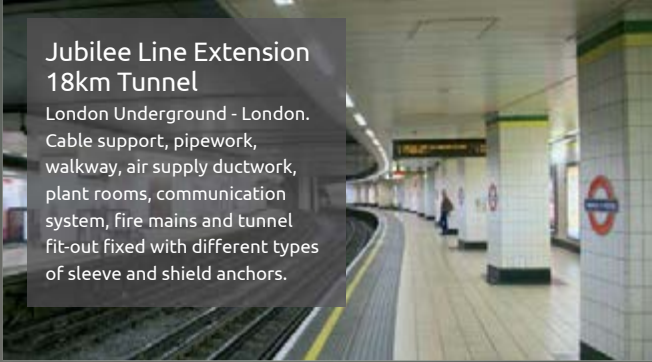 Jubilee Line Extension
18km Tunnel
London Underground - London.
Cable support, pipework,
walkway, air supply ductwork,
plant rooms, communication
system, fire mains and tunnel
fit-out fixed with different types
of sleeve and shield anchors.